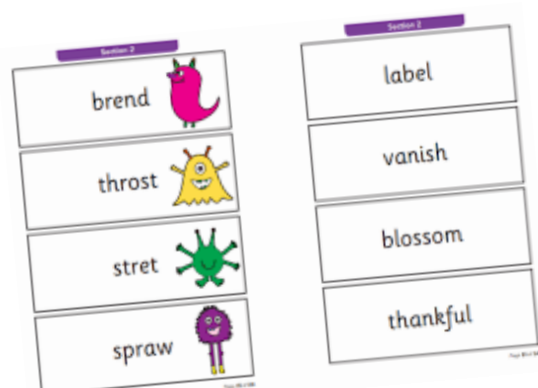 Section 2
brend
throst
stret
spraw
Section 2
label
vanish
blossom
thankful